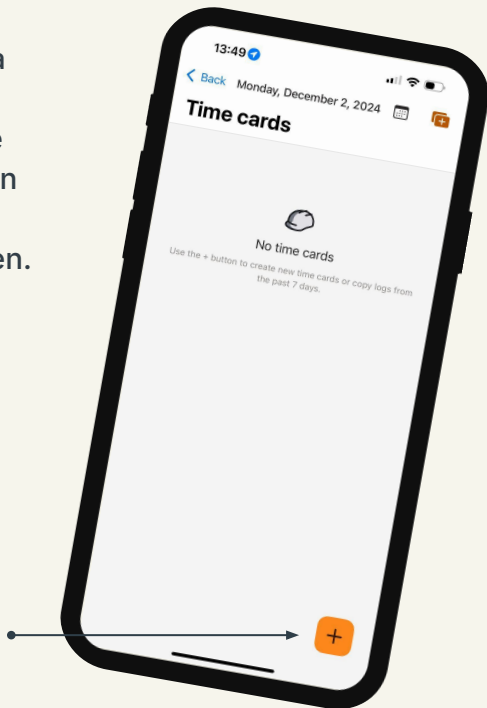 a
e
n
en.
13:49
Back Monday, December 2, 2024
Time cards
No time cards
Use the + button to create new time cards or copy logs from
the past 7 days.